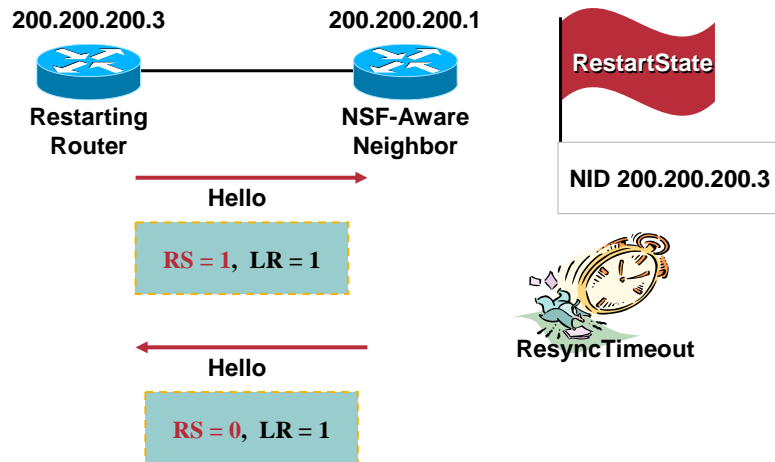 200.200.200.3
200.200.200.1
RestartState
Restarting
Router
NSF-Aware
Neighbor
NID 200.200.200.3
Hello
RS = 1, LR = 1
ResyncTimeout
Hello
RS = 0, LR = 1